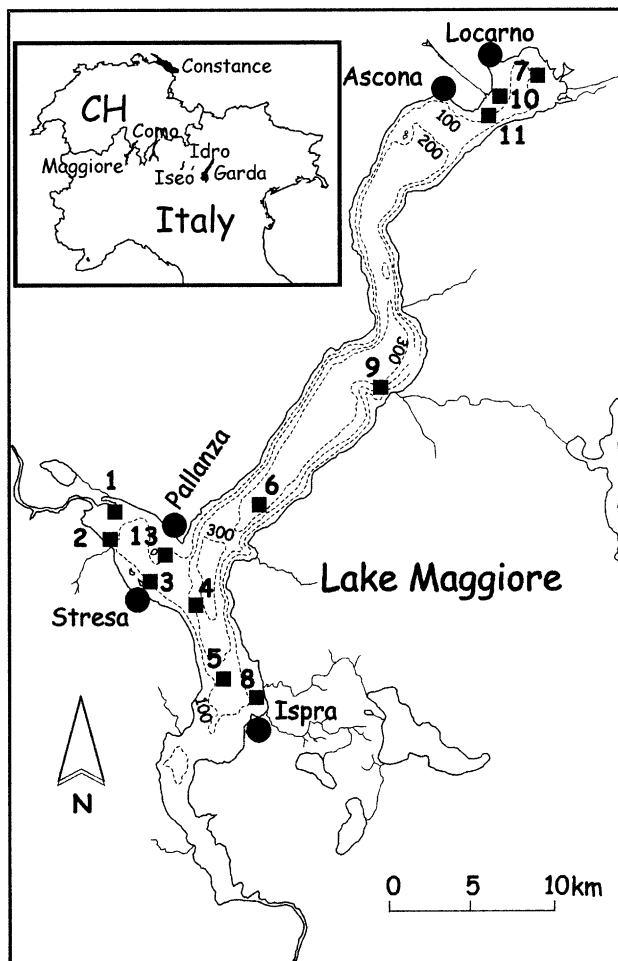 Locarno
Constance
7
Ascona
CH
10
100
Como
11
Idro
200
Maggiore
Iseo
Garda
Italy
300
9
Pallanza
1
6
2
13
300
3
4
Lake Maggiore
Stresa
5
8
100
Ispra
N
0
5
10km